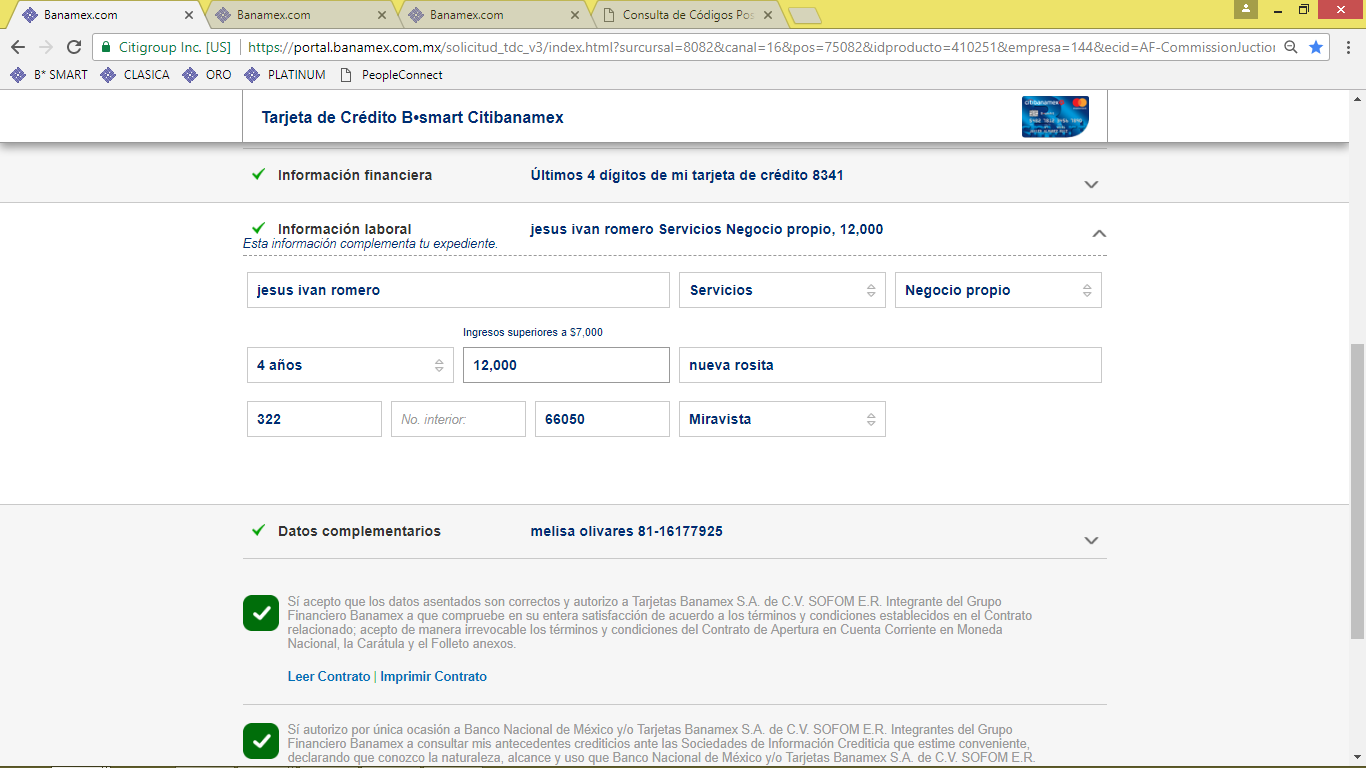 Banamex.com
Banamex.com
Banamex.com
Consulta de Códigos Pos
Citigroup Inc. [US]
https://portal.banamex.com.mx/solicitud_tdc_v3/index.html?sursursal=8082&canal=16&pos=75082&idproducto=410251&empresa=144&ecid=AF-CommissionJuction
B* SMART
CLASICA
ORO
PLATINUM
PeopleConnect
Tarjeta de Crédito B•smart Citibanamex
citibanamex
Información financiera
Últimos 4 dígitos de mi tarjeta de crédito 8341
Información laboral
jesus ivan romero Servicios Negocio propio, 12,000
Esta información complementa tu expediente.
jesus ivan romero
Servicios
Negocio propio
Ingresos superiores a $7,000
4 años
12,000
nueva rosita
322
No. interior:
66050
Miravista
Datos complementarios
melisa olivares 81-16177925
Sí acepto que los datos asentados son correctos y autorizo a Tarjetas Banamex S.A. de C.V. SOFOM E.R. Integrante del Grupo
Financiero Banamex a que compruebe en su entera satisfacción de acuerdo a los términos y condiciones establecidos en el Contrato
relacionado; acepto de manera irrevocable los términos y condiciones del Contrato de Apertura en Cuenta Corriente en Moneda
Nacional, la Carátula y el Folleto anexos.
Leer Contrato | Imprimir Contrato
Sí autorizo por única ocasión a Banco Nacional de México y/o Tarjetas Banamex S.A. de C.V. SOFOM E.R. Integrantes del Grupo
Financiero Banamex a consultar mis antecedentes crediticios ante las Sociedades de Información Crediticia que estime conveniente,
declarando que conozco la naturaleza, alcance y uso que Banco Nacional de México y/o Tarjetas Banamex S.A. de C.V. SOFOM E.R.